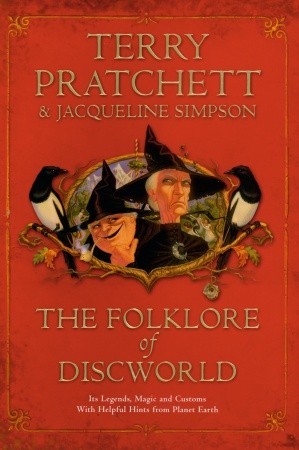 TERRY
PRATCHETT
& JACQUELINE SIMPSON
THE FOLKLORE
of
DISCWORLD
Its Legends, Magic and Customs
With Helpful Hints from Planet Earth